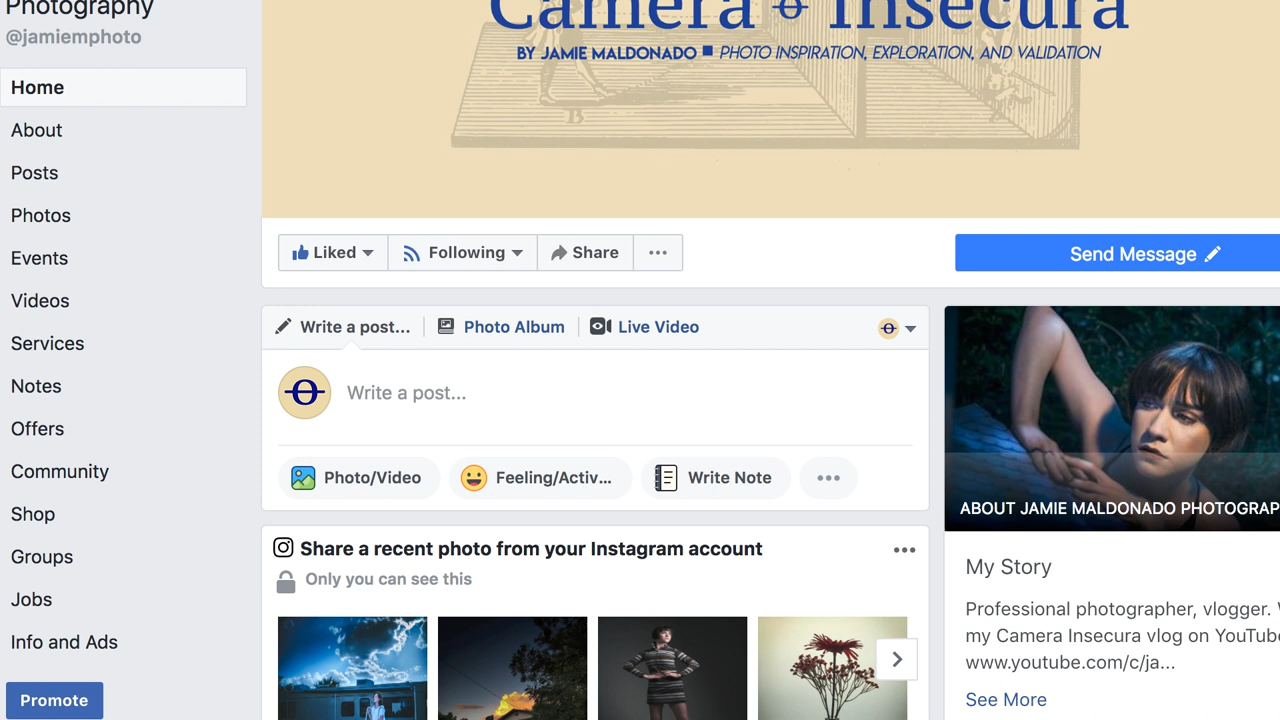 Photography
@jamiemphoto
Home
About
Posts
Photos
Events
Videos
Services
Notes
Offers
Community
Shop
Groups
Jobs
Info and Ads
Promote
Camera Insecura
BY JAMIE MALDONADO ■ PHOTO INSPIRATION, EXPLORATION, AND VALIDATION
B
Liked
Following
Share
Send Message
Write a post...
Photo Album
Live Video
Write a post...
Photo/Video
Feeling/Activ...
Write Note
Share a recent photo from your Instagram account
Only you can see this
ABOUT JAMIE MALDONADO PHOTOGRAP
My Story
Professional photographer, vlogger.
my Camera Insecura vlog on YouTube
www.youtube.com/c/ja...
See More